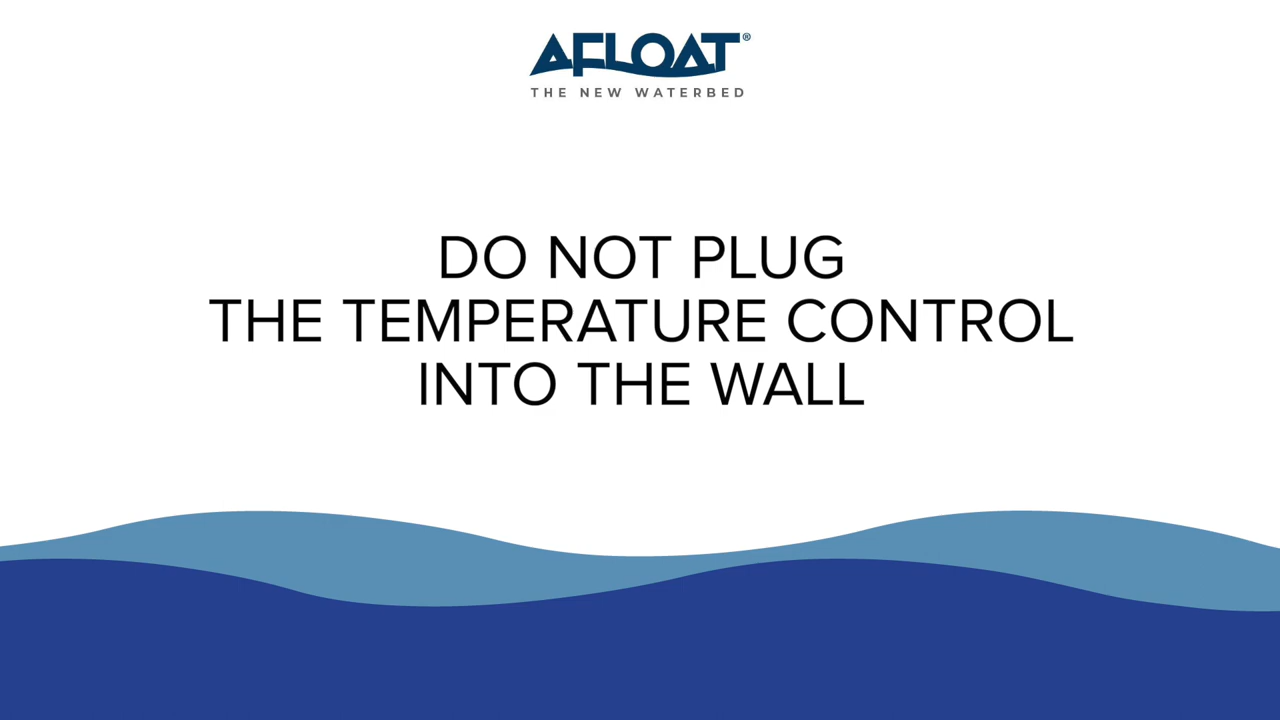 AFLOAT®
THE NEW WATERBED
DO NOT PLUG
THE TEMPERATURE CONTROL
INTO THE WALL